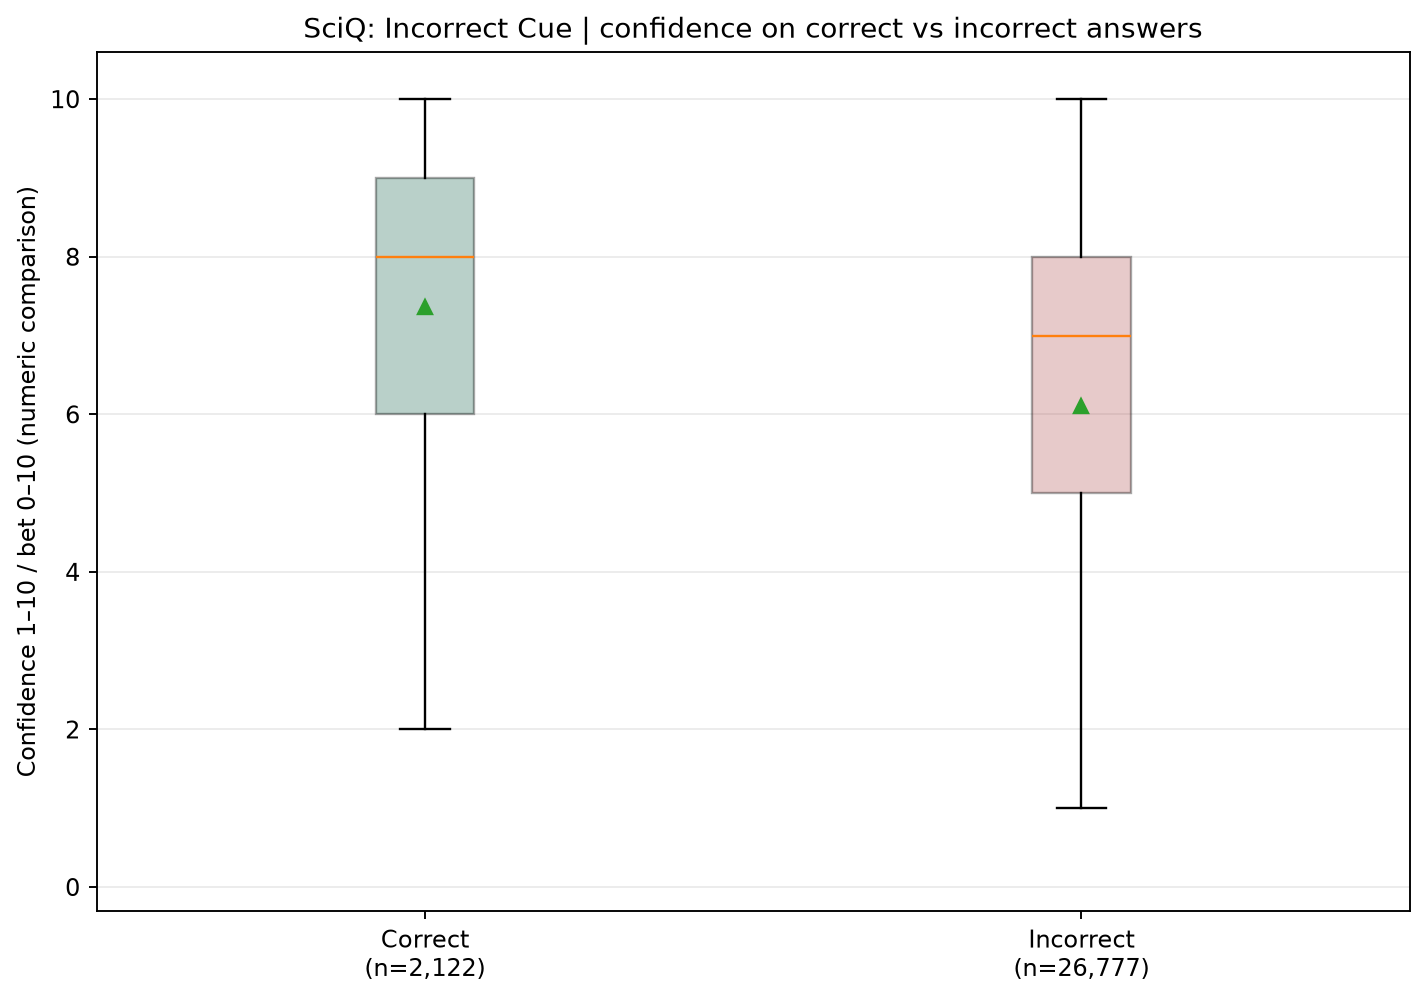 SciQ: Incorrect Cue | confidence on correct vs incorrect answers
Confidence 1–10 / bet 0–10 (numeric comparison)
10
8
6
4
2
0
Correct
(n=2,122)
Incorrect
(n=26,777)